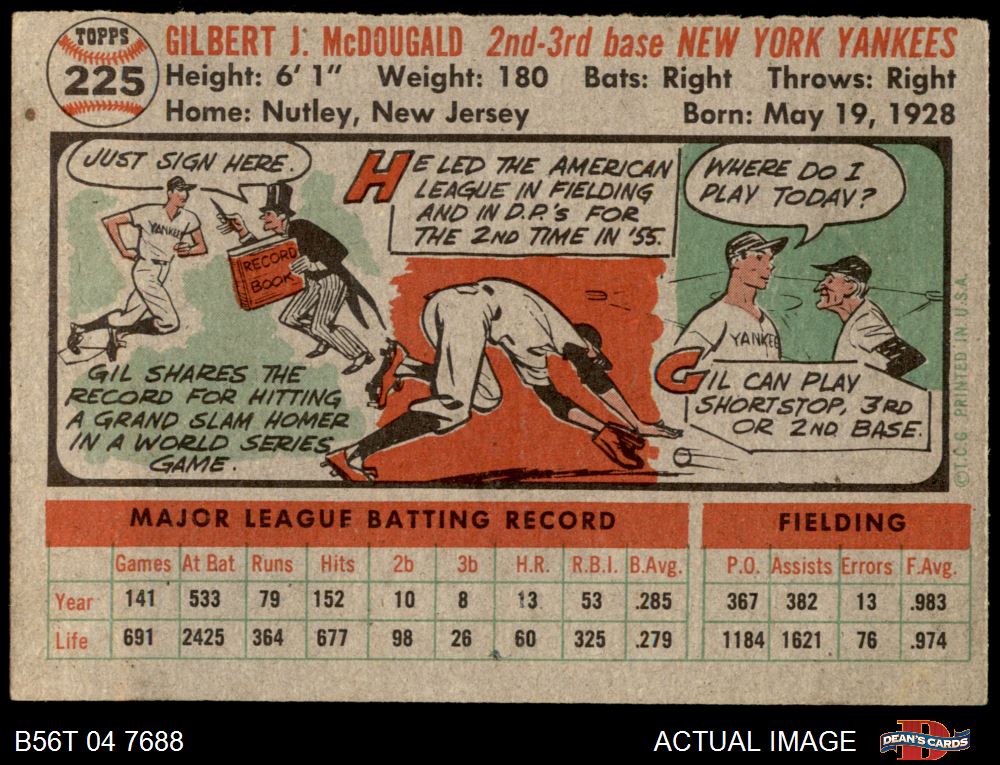 TOPPS
225
GILBERT J. McDOUGALD 2nd-3rd base NEW YORK YANKEES
Height: 6' 1" Weight: 180 Bats: Right Throws: Right
Home: Nutley, New Jersey Born: May 19, 1928
JUST SIGN HERE.
YANKEE
RECORD
BOOK
GIL SHARES THE
RECORD FOR HITTING
A GRAND SLAM HOMER
IN A WORLD SERIES
GAME.
HE LED THE AMERICAN
LEAGUE IN FIELDING
AND IN D.P.'S FOR
THE 2ND TIME IN '55.
WHERE DO I
PLAY TODAY?
YANKEE
GIL CAN PLAY
SHORTSTOP, 3RD
OR 2ND BASE.
©T.C.G. PRINTED IN U.S.A.
MAJOR LEAGUE BATTING RECORD FIELDING
Games At Bat Runs Hits 2b 3b H.R. R.B.I. B.Avg. P.O. Assists Errors F.Avg.
Year 141 533 79 152 10 8 13 53 .285 367 382 13 .983
Life 691 2425 364 677 98 26 60 325 .279 1184 1621 76 .974
B56T 04 7688 ACTUAL IMAGE DEAN'S CARDS